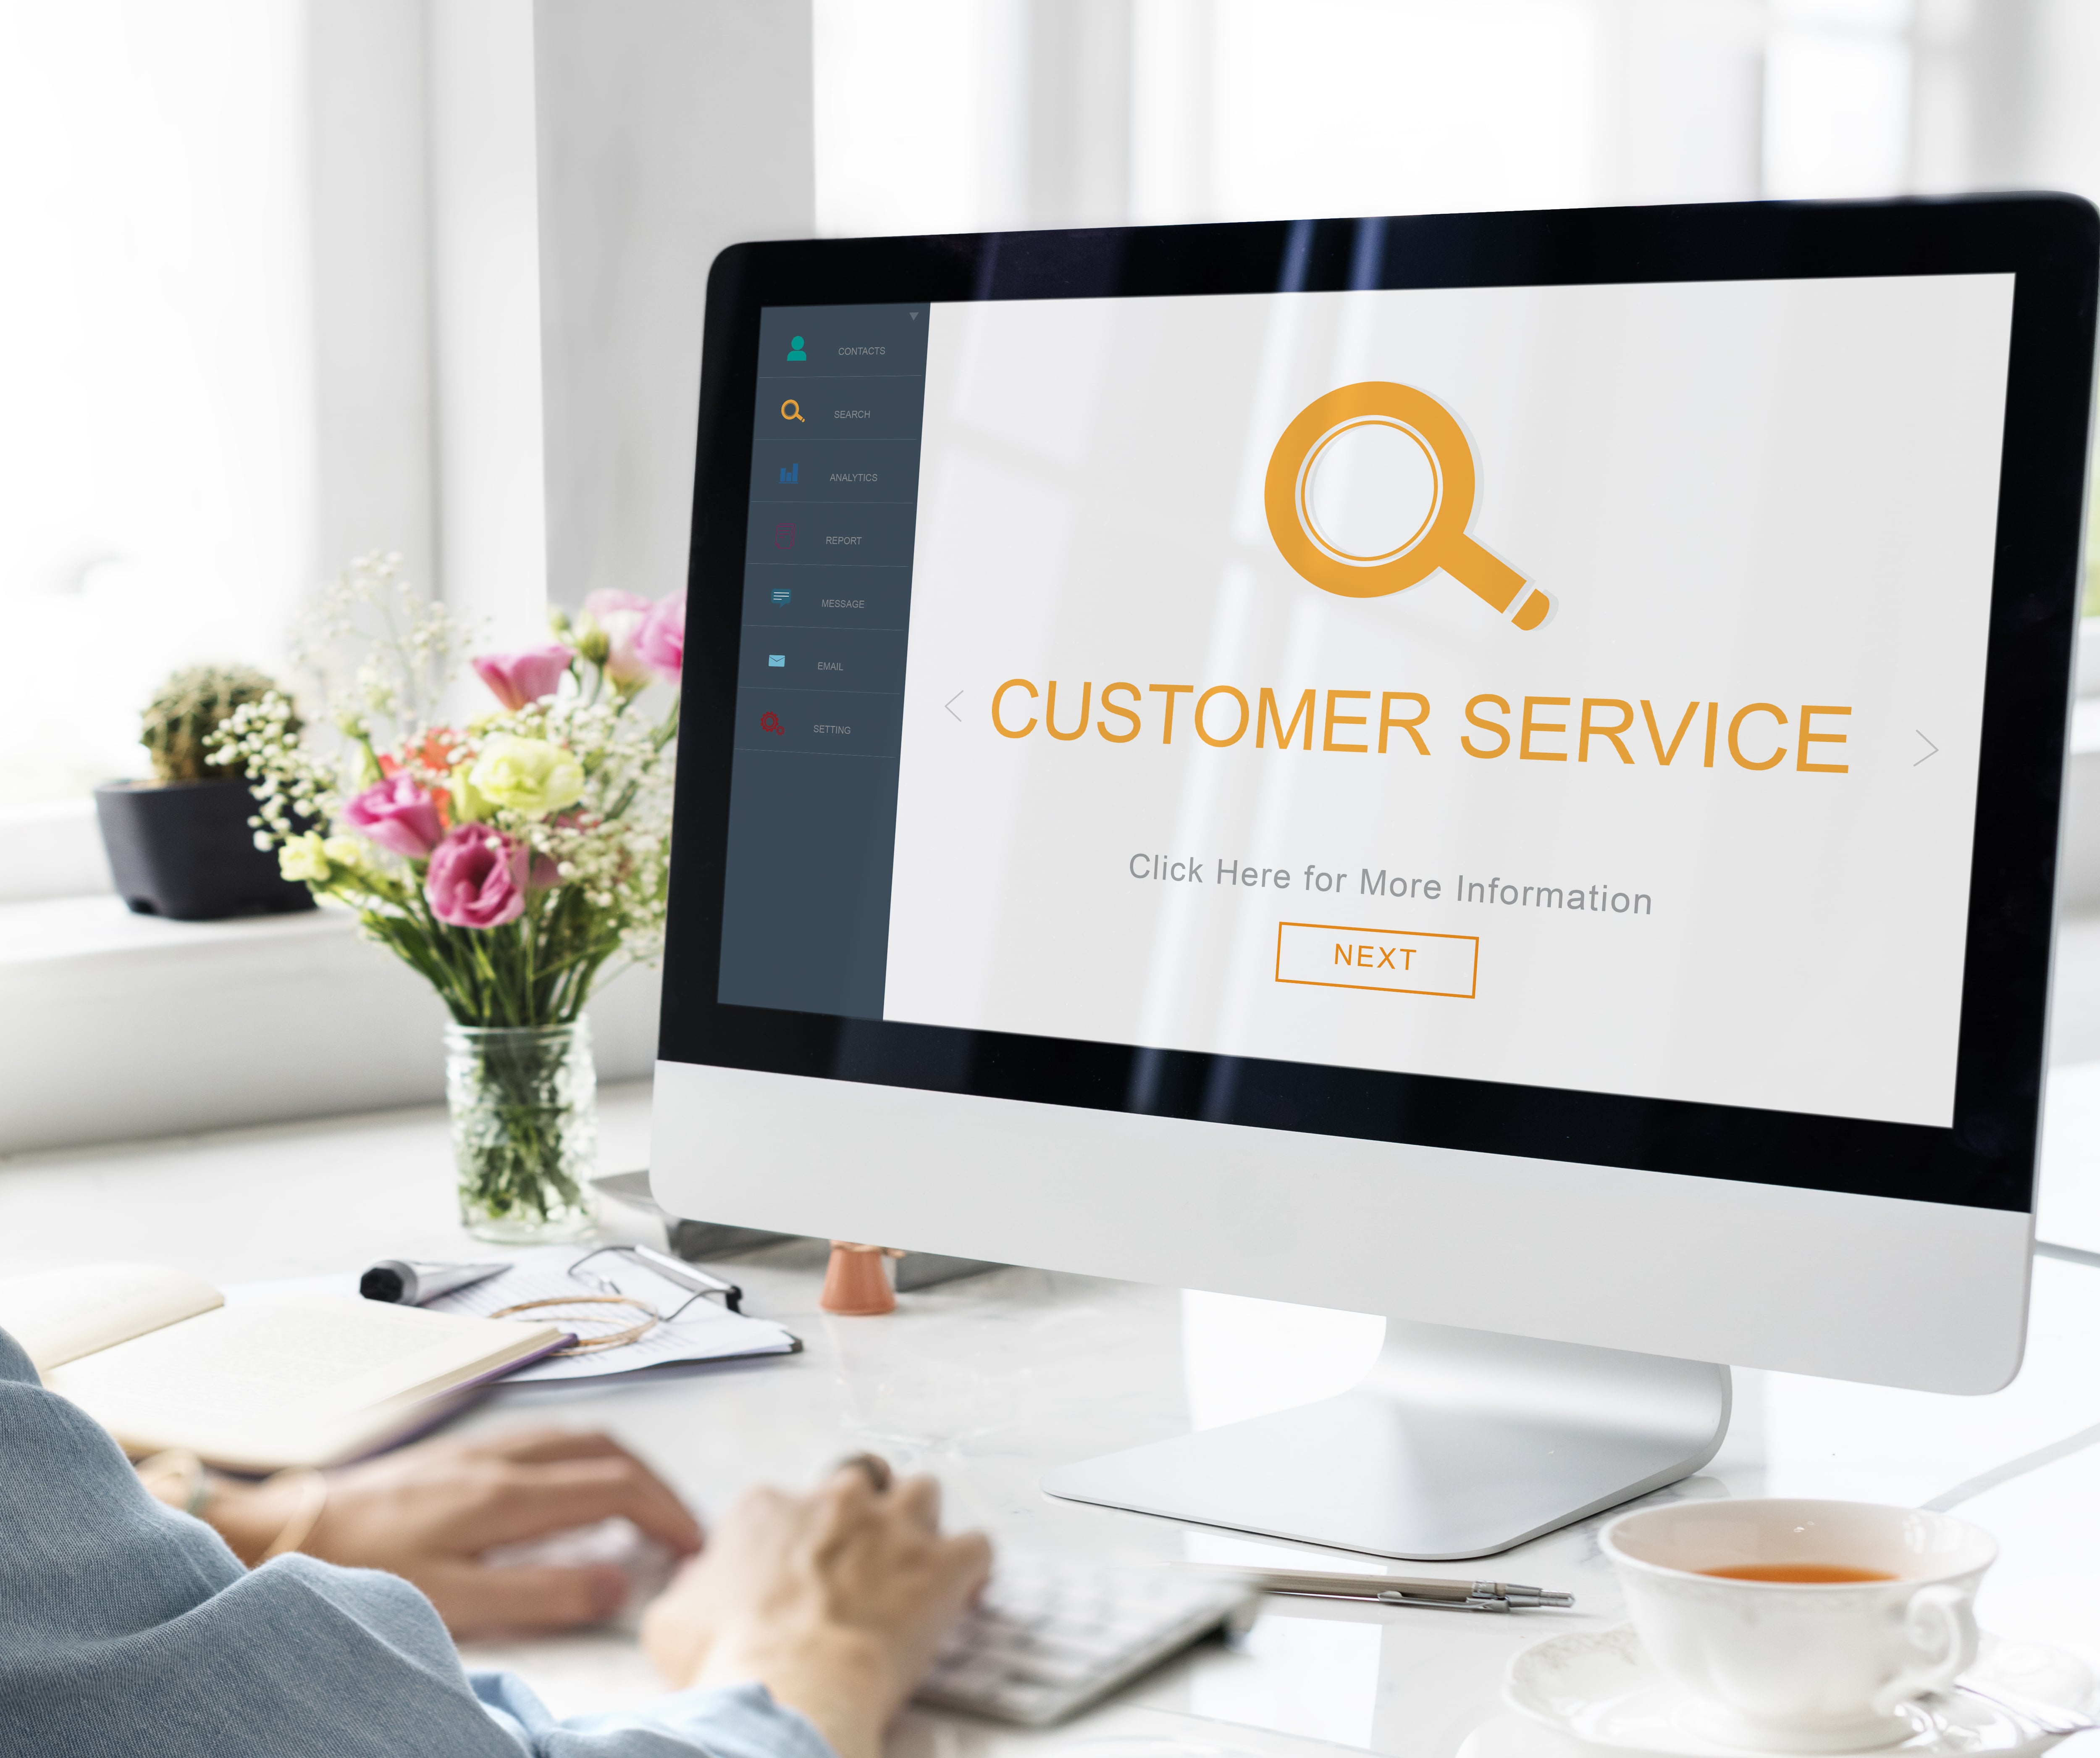 CONTACTS
SEARCH
ANALYTICS
REPORT
MESSAGE
EMAIL
SETTING
CUSTOMER SERVICE
Click Here for More Information
NEXT